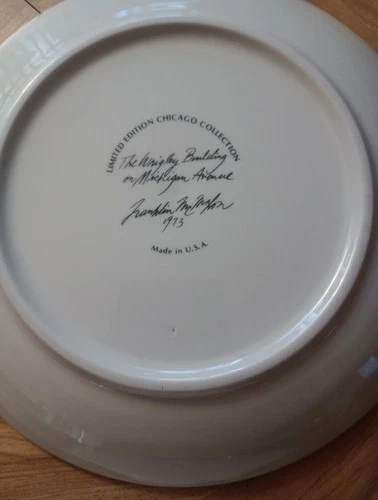 LIMITED EDITION CHICAGO COLLECTION
The Wrigley Building
on Michigan Avenue
Franklin McMahon
1973
Made in U.S.A.